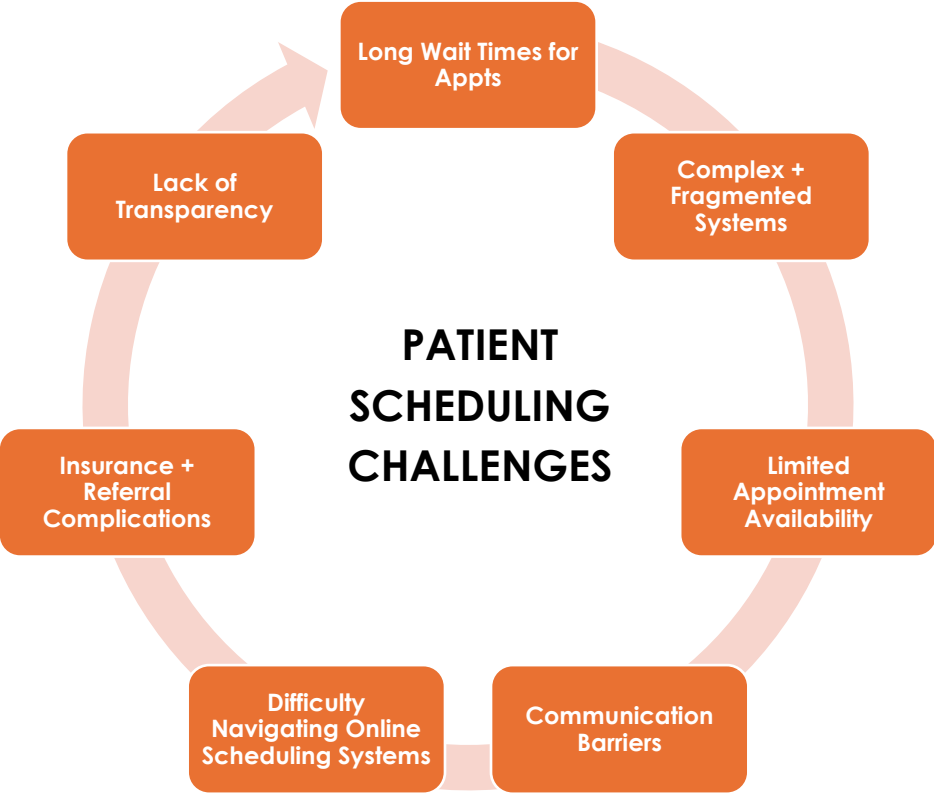 Long Wait Times for
Appts
Complex +
Fragmented
Systems
Limited
Appointment
Availability
Communication
Barriers
Difficulty
Navigating Online
Scheduling Systems
Insurance +
Referral
Complications
Lack of
Transparency
PATIENT
SCHEDULING
CHALLENGES